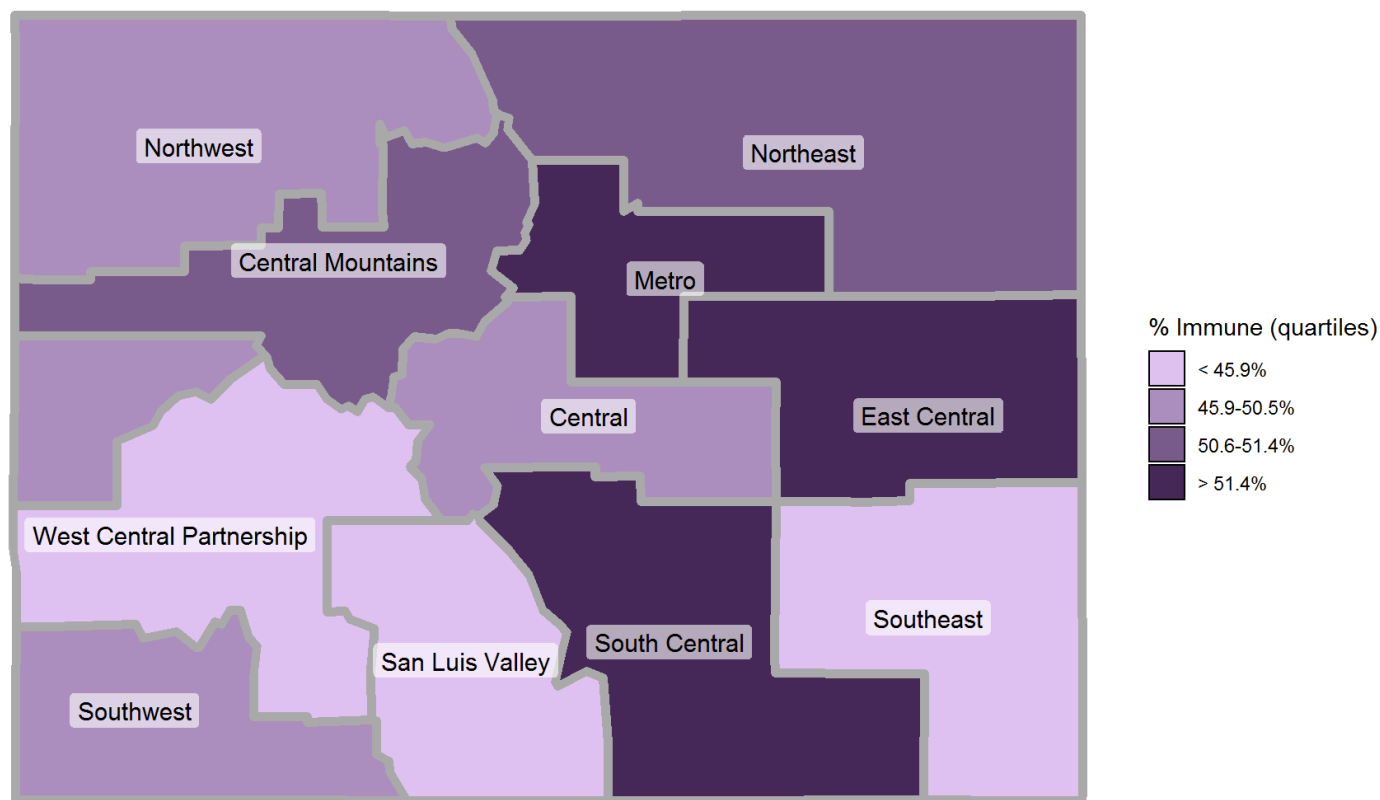 Northwest
Northeast
Central Mountains
Metro
Central
East Central
West Central Partnership
Southeast
South Central
San Luis Valley
Southwest
% Immune (quartiles)
< 45.9%
45.9-50.5%
50.6-51.4%
> 51.4%